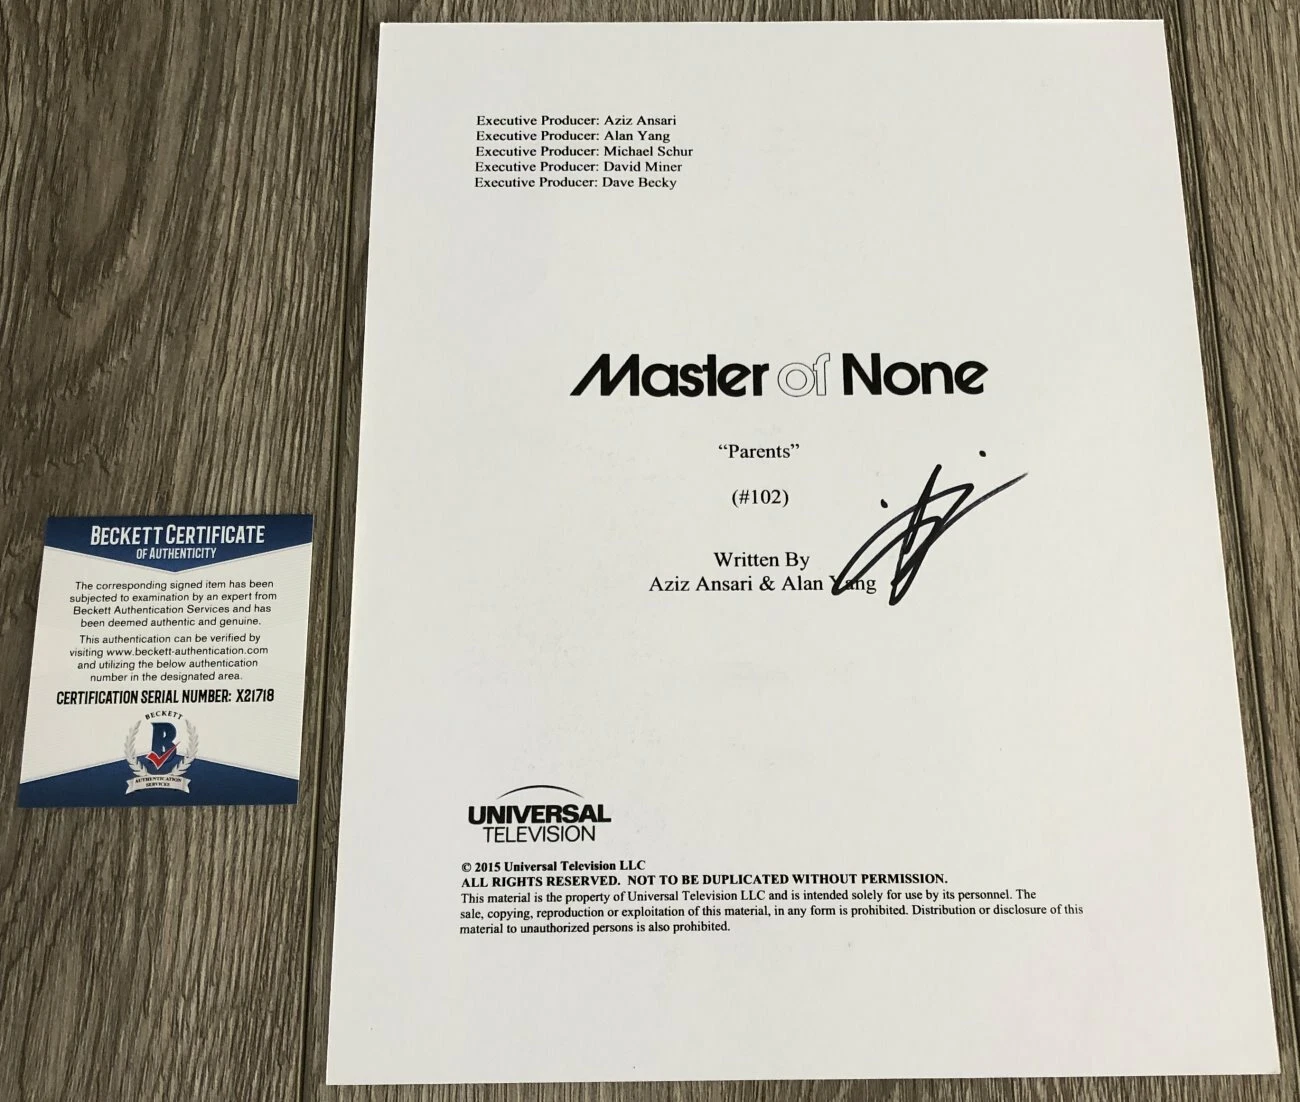 Executive Producer: Aziz Ansari
Executive Producer: Alan Yang
Executive Producer: Michael Schur
Executive Producer: David Miner
Executive Producer: Dave Becky
Master of None
“Parents”
(#102)
Written By
Aziz Ansari & Alan Yang
UNIVERSAL
TELEVISION
© 2015 Universal Television LLC
ALL RIGHTS RESERVED. NOT TO BE DUPLICATED WITHOUT PERMISSION.
This material is the property of Universal Television LLC and is intended solely for use by its personnel. The
sale, copying, reproduction or exploitation of this material, in any form is prohibited. Distribution or disclosure of this
material to unauthorized persons is also prohibited.
BECKETT CERTIFICATE
OF AUTHENTICITY
The corresponding signed item has been
subjected to examination by an expert from
Beckett Authentication Services and has
been deemed authentic and genuine.
This authentication can be verified by
visiting www.beckett-authentication.com
and utilizing the below authentication
number in the designated area.
CERTIFICATION SERIAL NUMBER: X21718
BECKETT
B
AUTHENTICATION
SERVICES